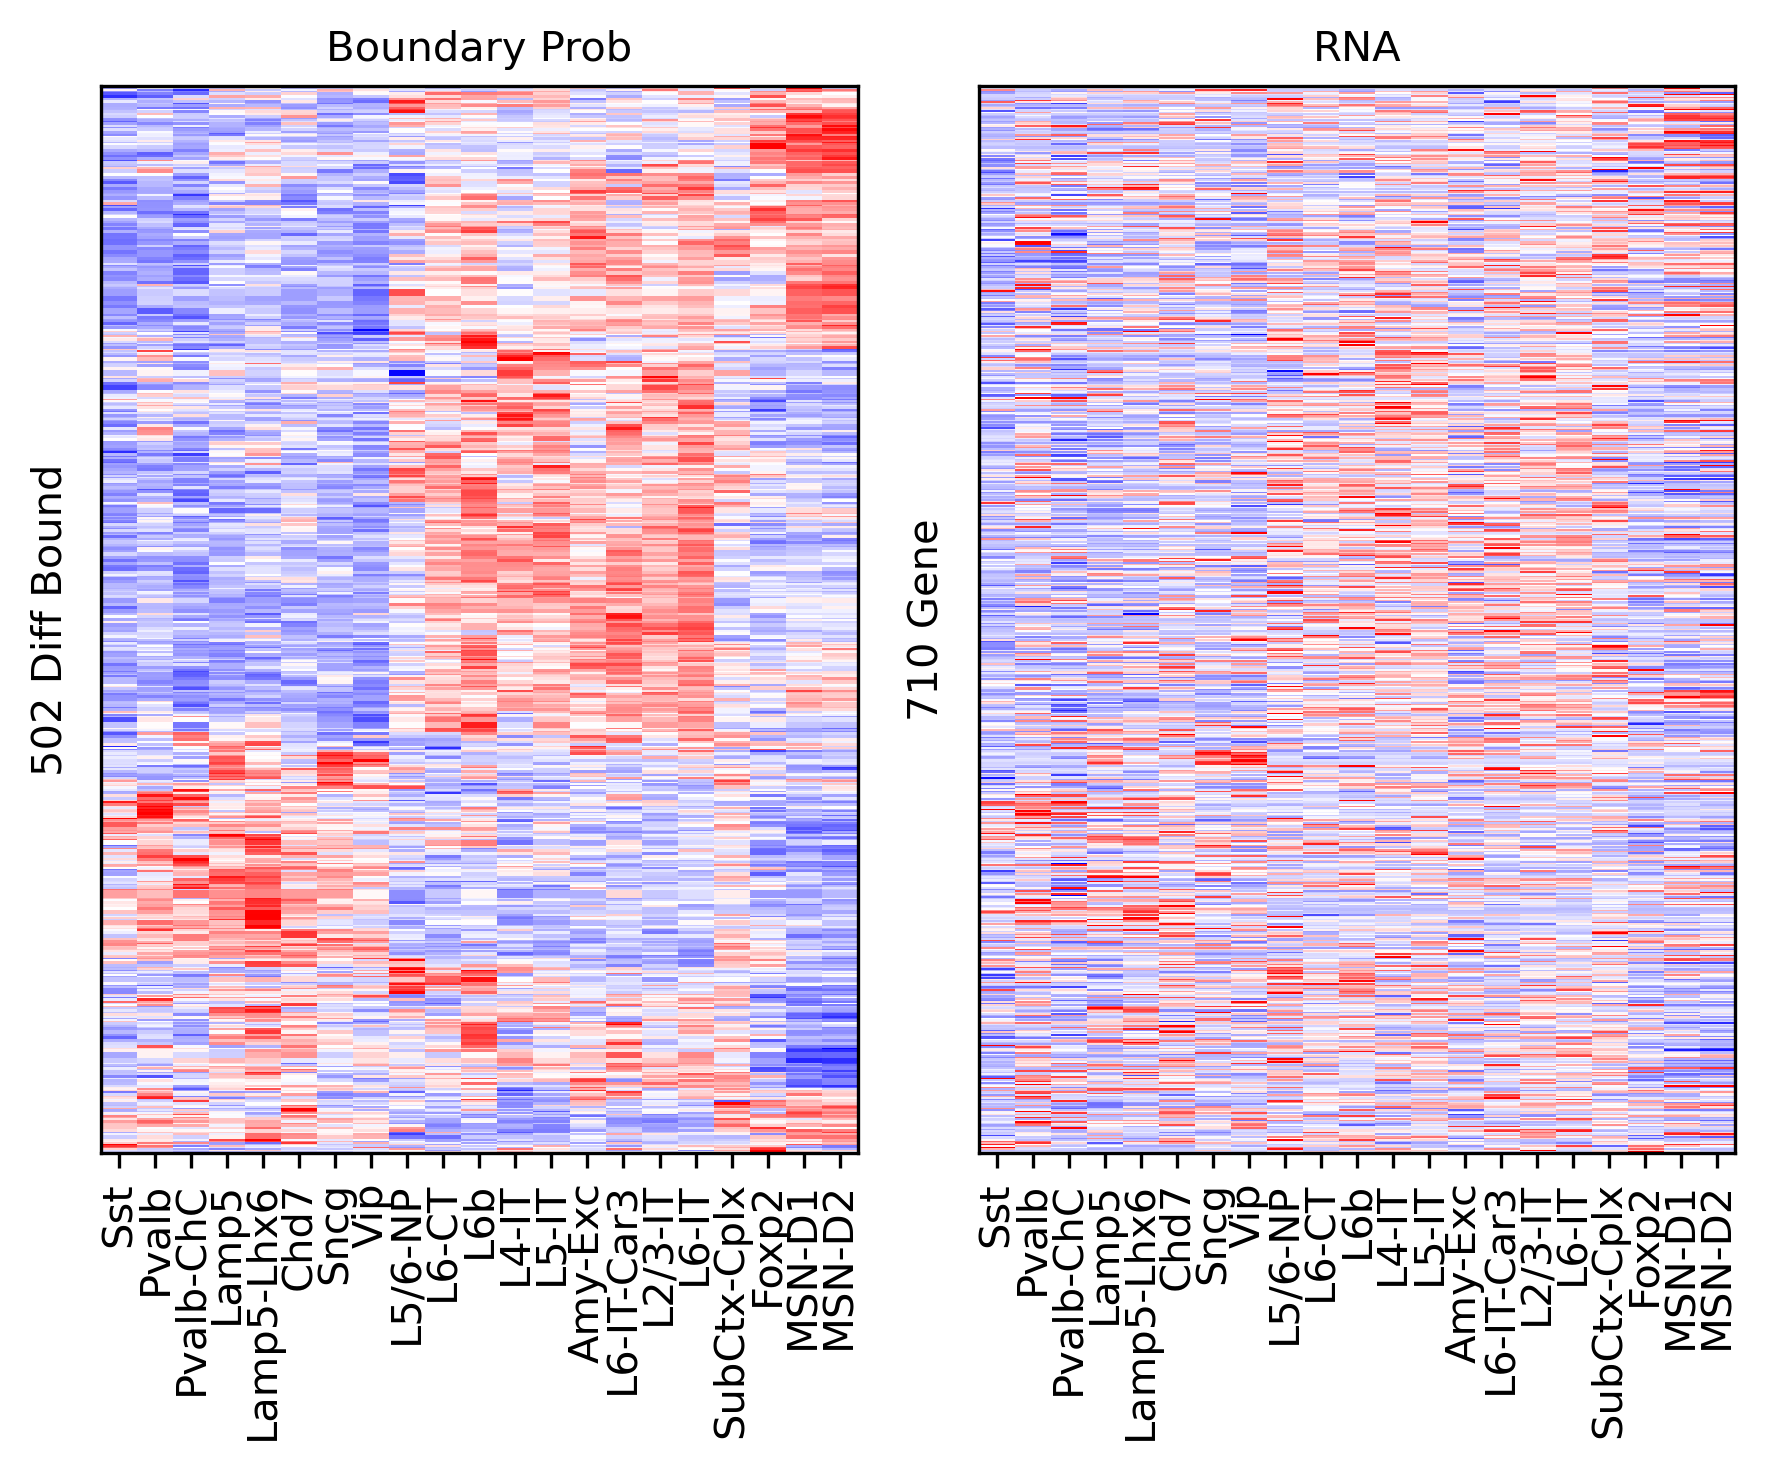 Boundary Prob
RNA
502 Diff Bound
710 Gene
Sst
Pvalb
Pvalb-ChC
Lamp5
Lamp5-Lhx6
Chd7
Sncg
Vip
L5/6-NP
L6-CT
L6b
L4-IT
L5-IT
Amy-Exc
L6-IT-Car3
L2/3-IT
L6-IT
SubCtx-Cplx
Foxp2
MSN-D1
MSN-D2
Sst
Pvalb
Pvalb-ChC
Lamp5
Lamp5-Lhx6
Chd7
Sncg
Vip
L5/6-NP
L6-CT
L6b
L4-IT
L5-IT
Amy-Exc
L6-IT-Car3
L2/3-IT
L6-IT
SubCtx-Cplx
Foxp2
MSN-D1
MSN-D2